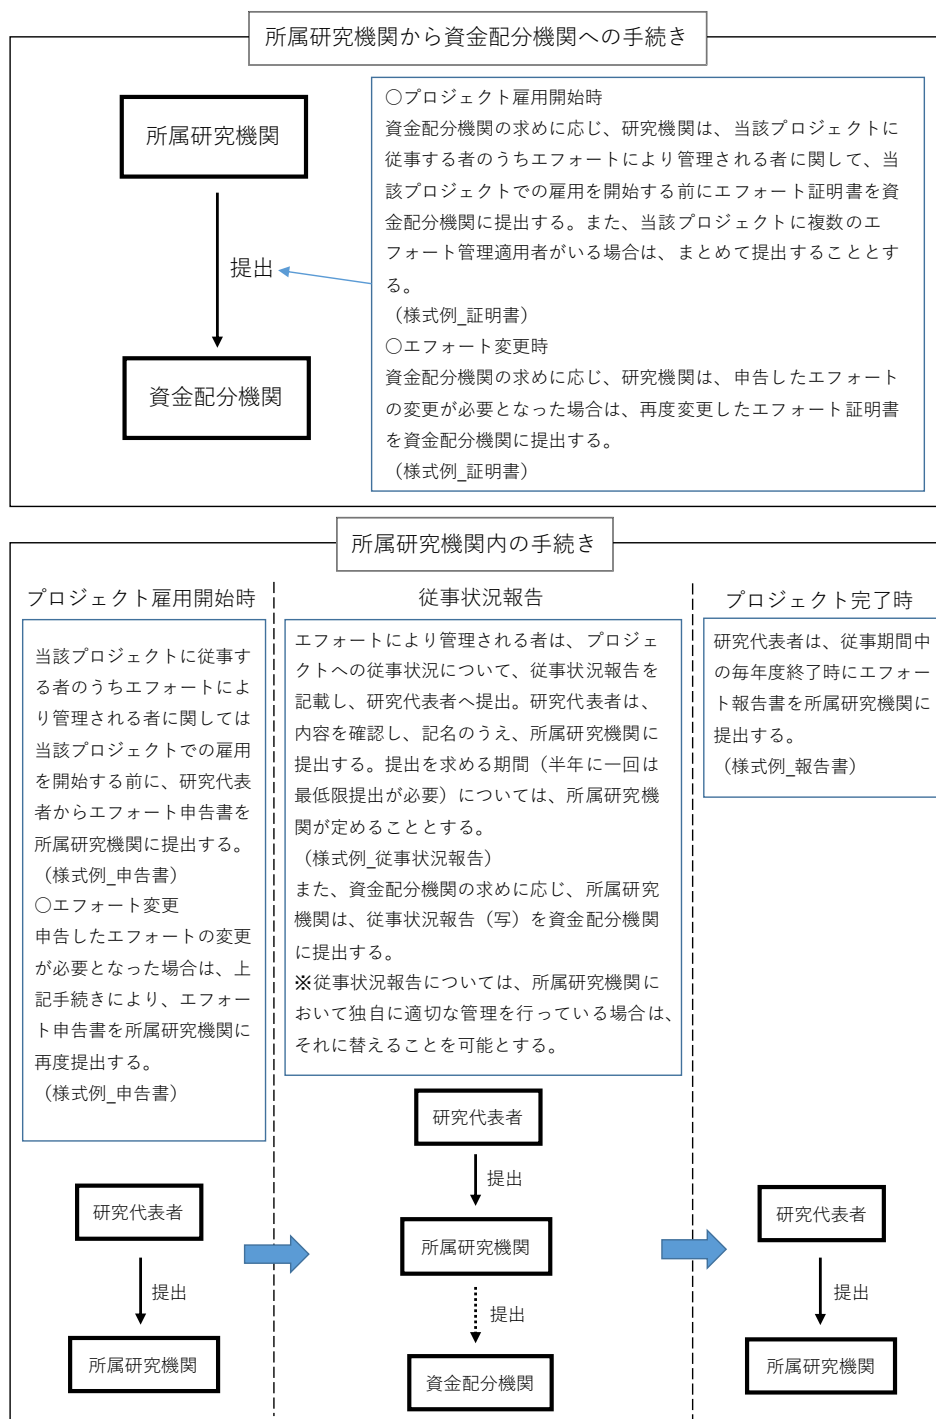 所属研究機関から資金配分機関への手続き
所属研究機関
提出
資金配分機関
○プロジェクト雇用開始時
資金配分機関の求めに応じ、研究機関は、当該プロジェクトに
従事する者のうちエフォートにより管理される者に関して、当
該プロジェクトでの雇用を開始する前にエフォート証明書を資
金配分機関に提出する。また、当該プロジェクトに複数のエ
フォート管理適用者がいる場合は、まとめて提出することとす
る。
（様式例_証明書）
○エフォート変更時
資金配分機関の求めに応じ、研究機関は、申告したエフォート
の変更が必要となった場合は、再度変更したエフォート証明書
を資金配分機関に提出する。
（様式例_証明書）
所属研究機関内の手続き
プロジェクト雇用開始時
当該プロジェクトに従事す
る者のうちエフォートによ
り管理される者に関しては
当該プロジェクトでの雇用
を開始する前に、研究代表
者からエフォート申告書を
所属研究機関に提出する。
（様式例_申告書）
○エフォート変更
申告したエフォートの変更
が必要となった場合は、上
記手続きにより、エフォー
ト申告書を所属研究機関に
再度提出する。
（様式例_申告書）
研究代表者
提出
所属研究機関
従事状況報告
エフォートにより管理される者は、プロジェ
クトへの従事状況について、従事状況報告を
記載し、研究代表者へ提出。研究代表者は、
内容を確認し、記名のうえ、所属研究機関に
提出する。提出を求める期間（半年に一回は
最低限提出が必要）については、所属研究機
関が定めることとする。
（様式例_従事状況報告）
また、資金配分機関の求めに応じ、所属研究
機関は、従事状況報告（写）を資金配分機関
に提出する。
※従事状況報告については、所属研究機関に
おいて独自に適切な管理を行っている場合は、
それに替えることを可能とする。
研究代表者
提出
所属研究機関
提出
資金配分機関
プロジェクト完了時
研究代表者は、従事期間中
の毎年度終了時にエフォー
ト報告書を所属研究機関に
提出する。
（様式例_報告書）
研究代表者
提出
所属研究機関